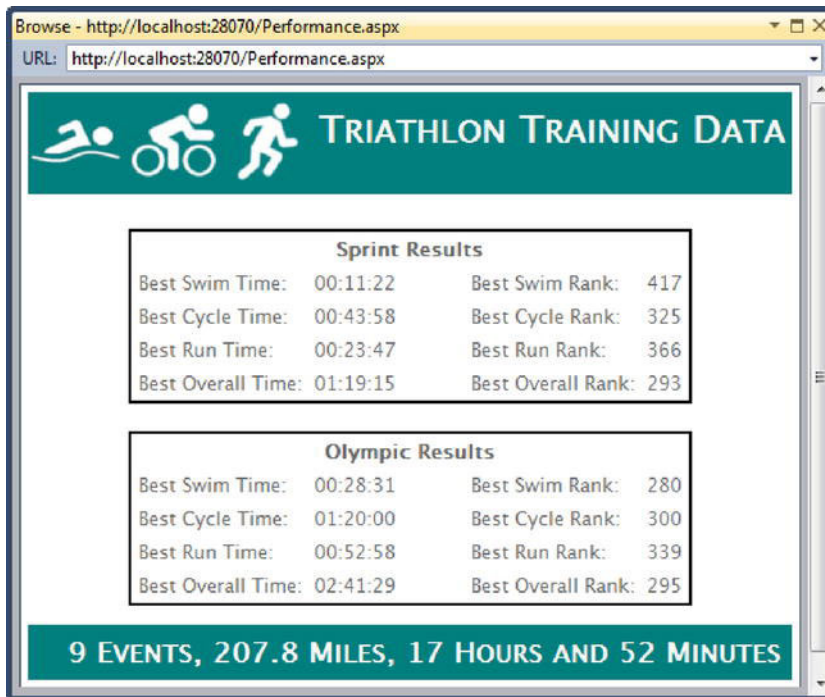 Browse - http://localhost:28070/Performance.aspx
URL: http://localhost:28070/Performance.aspx
TRIATHLON TRAINING DATA
Sprint Results
Best Swim Time: 00:11:22 Best Swim Rank: 417
Best Cycle Time: 00:43:58 Best Cycle Rank: 325
Best Run Time: 00:23:47 Best Run Rank: 366
Best Overall Time: 01:19:15 Best Overall Rank: 293
Olympic Results
Best Swim Time: 00:28:31 Best Swim Rank: 280
Best Cycle Time: 01:20:00 Best Cycle Rank: 300
Best Run Time: 00:52:58 Best Run Rank: 339
Best Overall Time: 02:41:29 Best Overall Rank: 295
9 EVENTS, 207.8 MILES, 17 HOURS AND 52 MINUTES